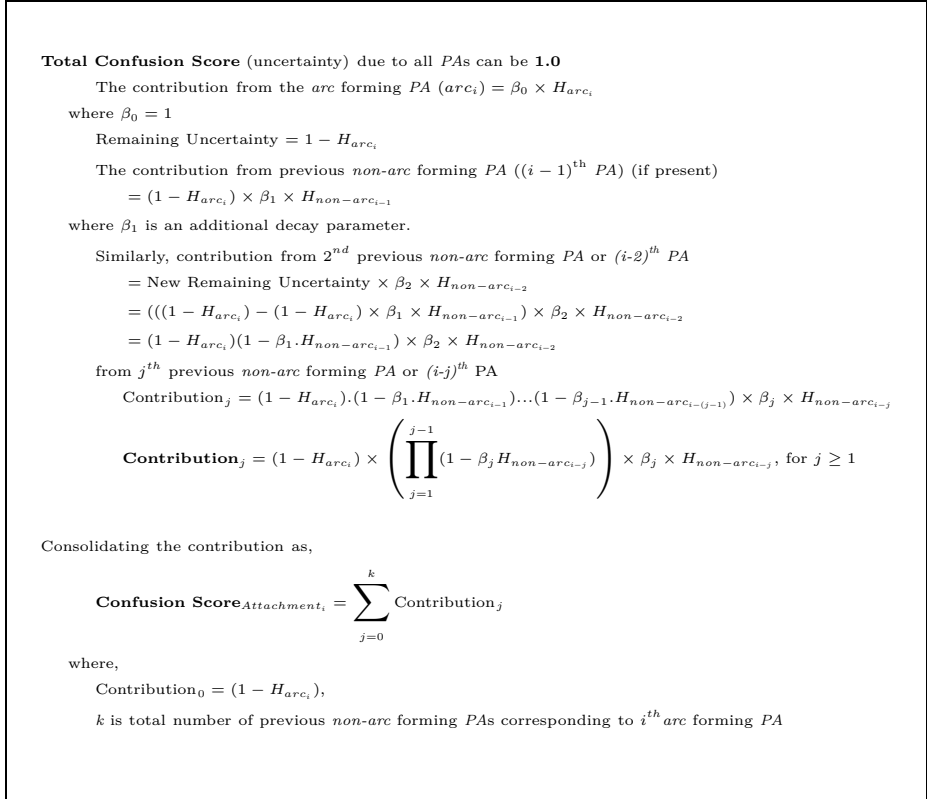 Total Confusion Score (uncertainty) due to all PAs can be 1.0
The contribution from the arc forming PA (arc_i) = β_0 × H_{arc_i}
where β_0 = 1
Remaining Uncertainty = 1 − H_{arc_i}
The contribution from previous non-arc forming PA ((i − 1)^{th} PA) (if present)
= (1 − H_{arc_i}) × β_1 × H_{non−arc_{i−1}}
where β_1 is an additional decay parameter.
Similarly, contribution from 2^{nd} previous non-arc forming PA or (i-2)^{th} PA
= New Remaining Uncertainty × β_2 × H_{non−arc_{i−2}}
= (((1 − H_{arc_i}) − (1 − H_{arc_i}) × β_1 × H_{non−arc_{i−1}}) × β_2 × H_{non−arc_{i−2}}
= (1 − H_{arc_i})(1 − β_1.H_{non−arc_{i−1}}) × β_2 × H_{non−arc_{i−2}}
from j^{th} previous non-arc forming PA or (i-j)^{th} PA
Contribution_j = (1 − H_{arc_i}).(1 − β_1.H_{non−arc_{i−1}})...(1 − β_{j−1}.H_{non−arc_{i−(j−1)}}) × β_j × H_{non−arc_{i−j}}
Contribution_j = (1 − H_{arc_i}) × (∏_{j=1}^{j−1}(1 − β_j H_{non−arc_{i−j}})) × β_j × H_{non−arc_{i−j}}, for j ≥ 1
Consolidating the contribution as,
Confusion Score_{Attachment_i} = ∑_{j=0}^{k} Contribution_j
where,
Contribution_0 = (1 − H_{arc_i}),
k is total number of previous non-arc forming PAs corresponding to i^{th} arc forming PA